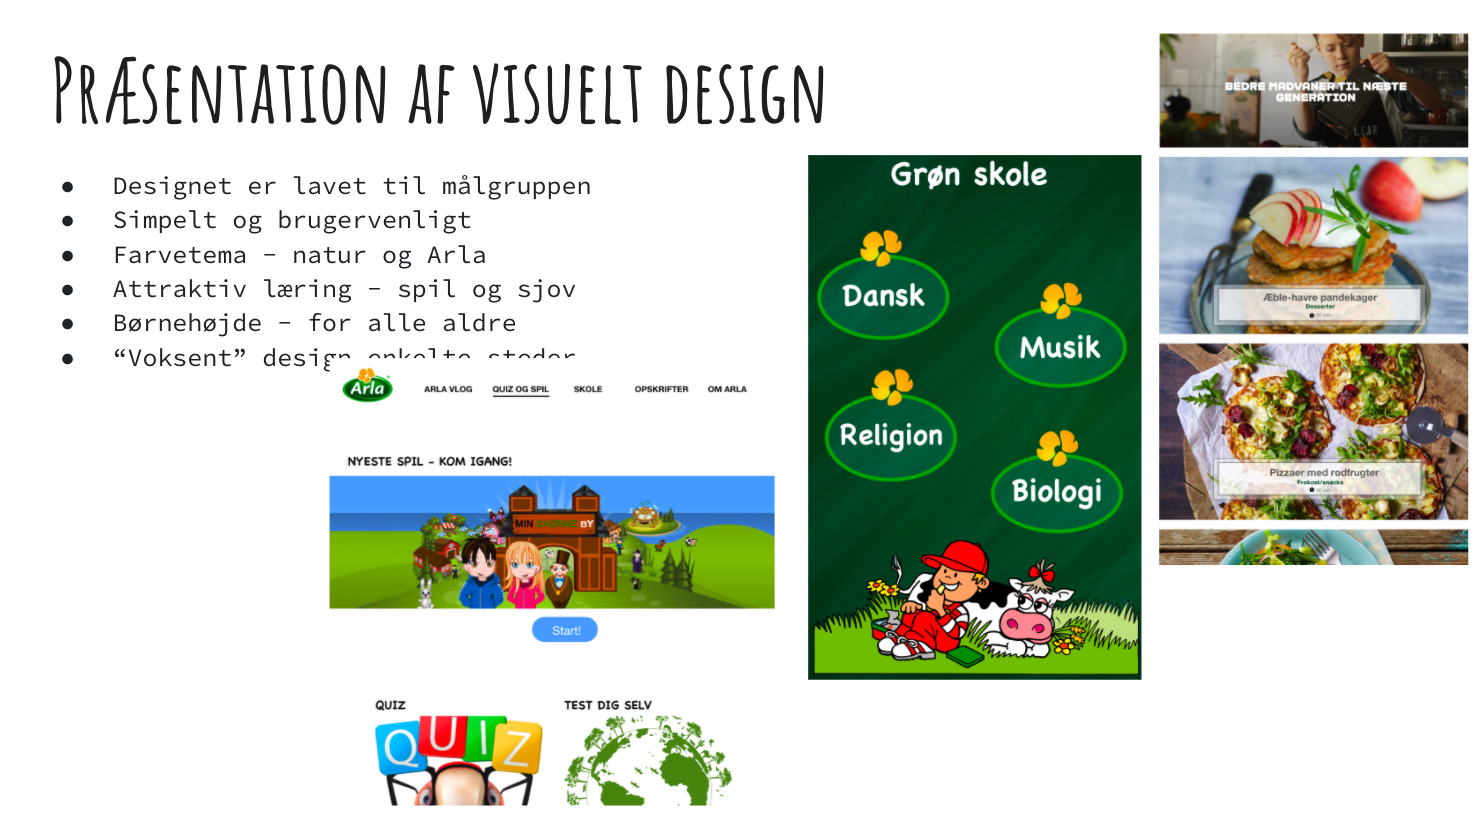 PRÆSENTATION AF VISUELT DESIGN
● Designet er lavet til målgruppen
● Simpelt og brugervenligt
● Farvetema – natur og Arla
● Attraktiv læring – spil og sjov
● Børnehøjde – for alle aldre
● “Voksent” design enkelte steder
Arla
ARLA VLOG QUIZ OG SPIL SKOLE OPSKRIFTER OM ARLA
NYESTE SPIL - KOM IGANG!
MIN GRØNNE BY
Start!
QUIZ
TEST DIG SELV
QUIZ
Grøn skole
Dansk
Musik
Religion
Biologi
BEDRE MADVANER TIL NÆSTE
GENERATION
Æble-havre pandekager
Desserter
Pizzaer med rodfrugter
Frokost/snacks